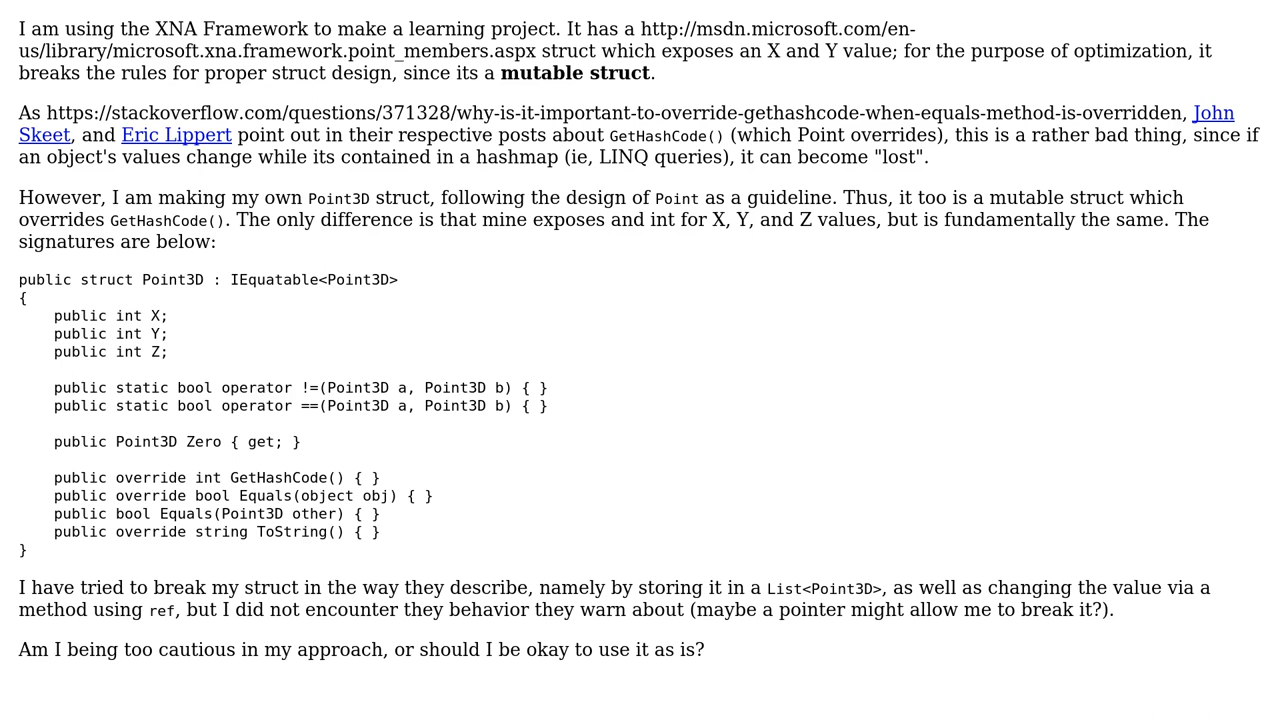 I am using the XNA Framework to make a learning project. It has a http://msdn.microsoft.com/en-
us/library/microsoft.xna.framework.point_members.aspx struct which exposes an X and Y value; for the purpose of optimization, it
breaks the rules for proper struct design, since its a mutable struct.
As https://stackoverflow.com/questions/371328/why-is-it-important-to-override-gethashcode-when-equals-method-is-overridden, John
Skeet, and Eric Lippert point out in their respective posts about GetHashCode() (which Point overrides), this is a rather bad thing, since if
an object's values change while its contained in a hashmap (ie, LINQ queries), it can become "lost".
However, I am making my own Point3D struct, following the design of Point as a guideline. Thus, it too is a mutable struct which
overrides GetHashCode(). The only difference is that mine exposes and int for X, Y, and Z values, but is fundamentally the same. The
signatures are below:
public struct Point3D : IEquatable<Point3D>
{
    public int X;
    public int Y;
    public int Z;
    public static bool operator !=(Point3D a, Point3D b) { }
    public static bool operator ==(Point3D a, Point3D b) { }
    public Point3D Zero { get; }
    public override int GetHashCode() { }
    public override bool Equals(object obj) { }
    public bool Equals(Point3D other) { }
    public override string ToString() { }
}
I have tried to break my struct in the way they describe, namely by storing it in a List<Point3D>, as well as changing the value via a
method using ref, but I did not encounter they behavior they warn about (maybe a pointer might allow me to break it?).
Am I being too cautious in my approach, or should I be okay to use it as is?